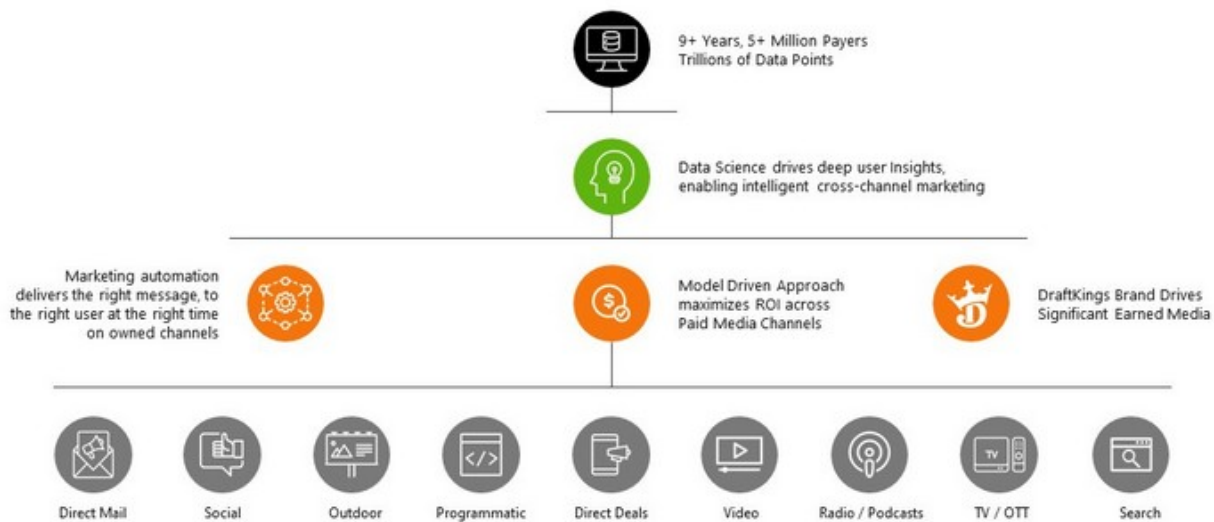 9+ Years, 5+ Million Payers
Trillions of Data Points
Data Science drives deep user Insights,
enabling intelligent cross-channel marketing
Marketing automation
delivers the right message, to
the right user at the right time
on owned channels
Model Driven Approach
maximizes ROI across
Paid Media Channels
DraftKings Brand Drives
Significant Earned Media
TV
Direct Mail
Social
Outdoor
Programmatic
Direct Deals
Video
Radio / Podcasts
TV / OTT
Search